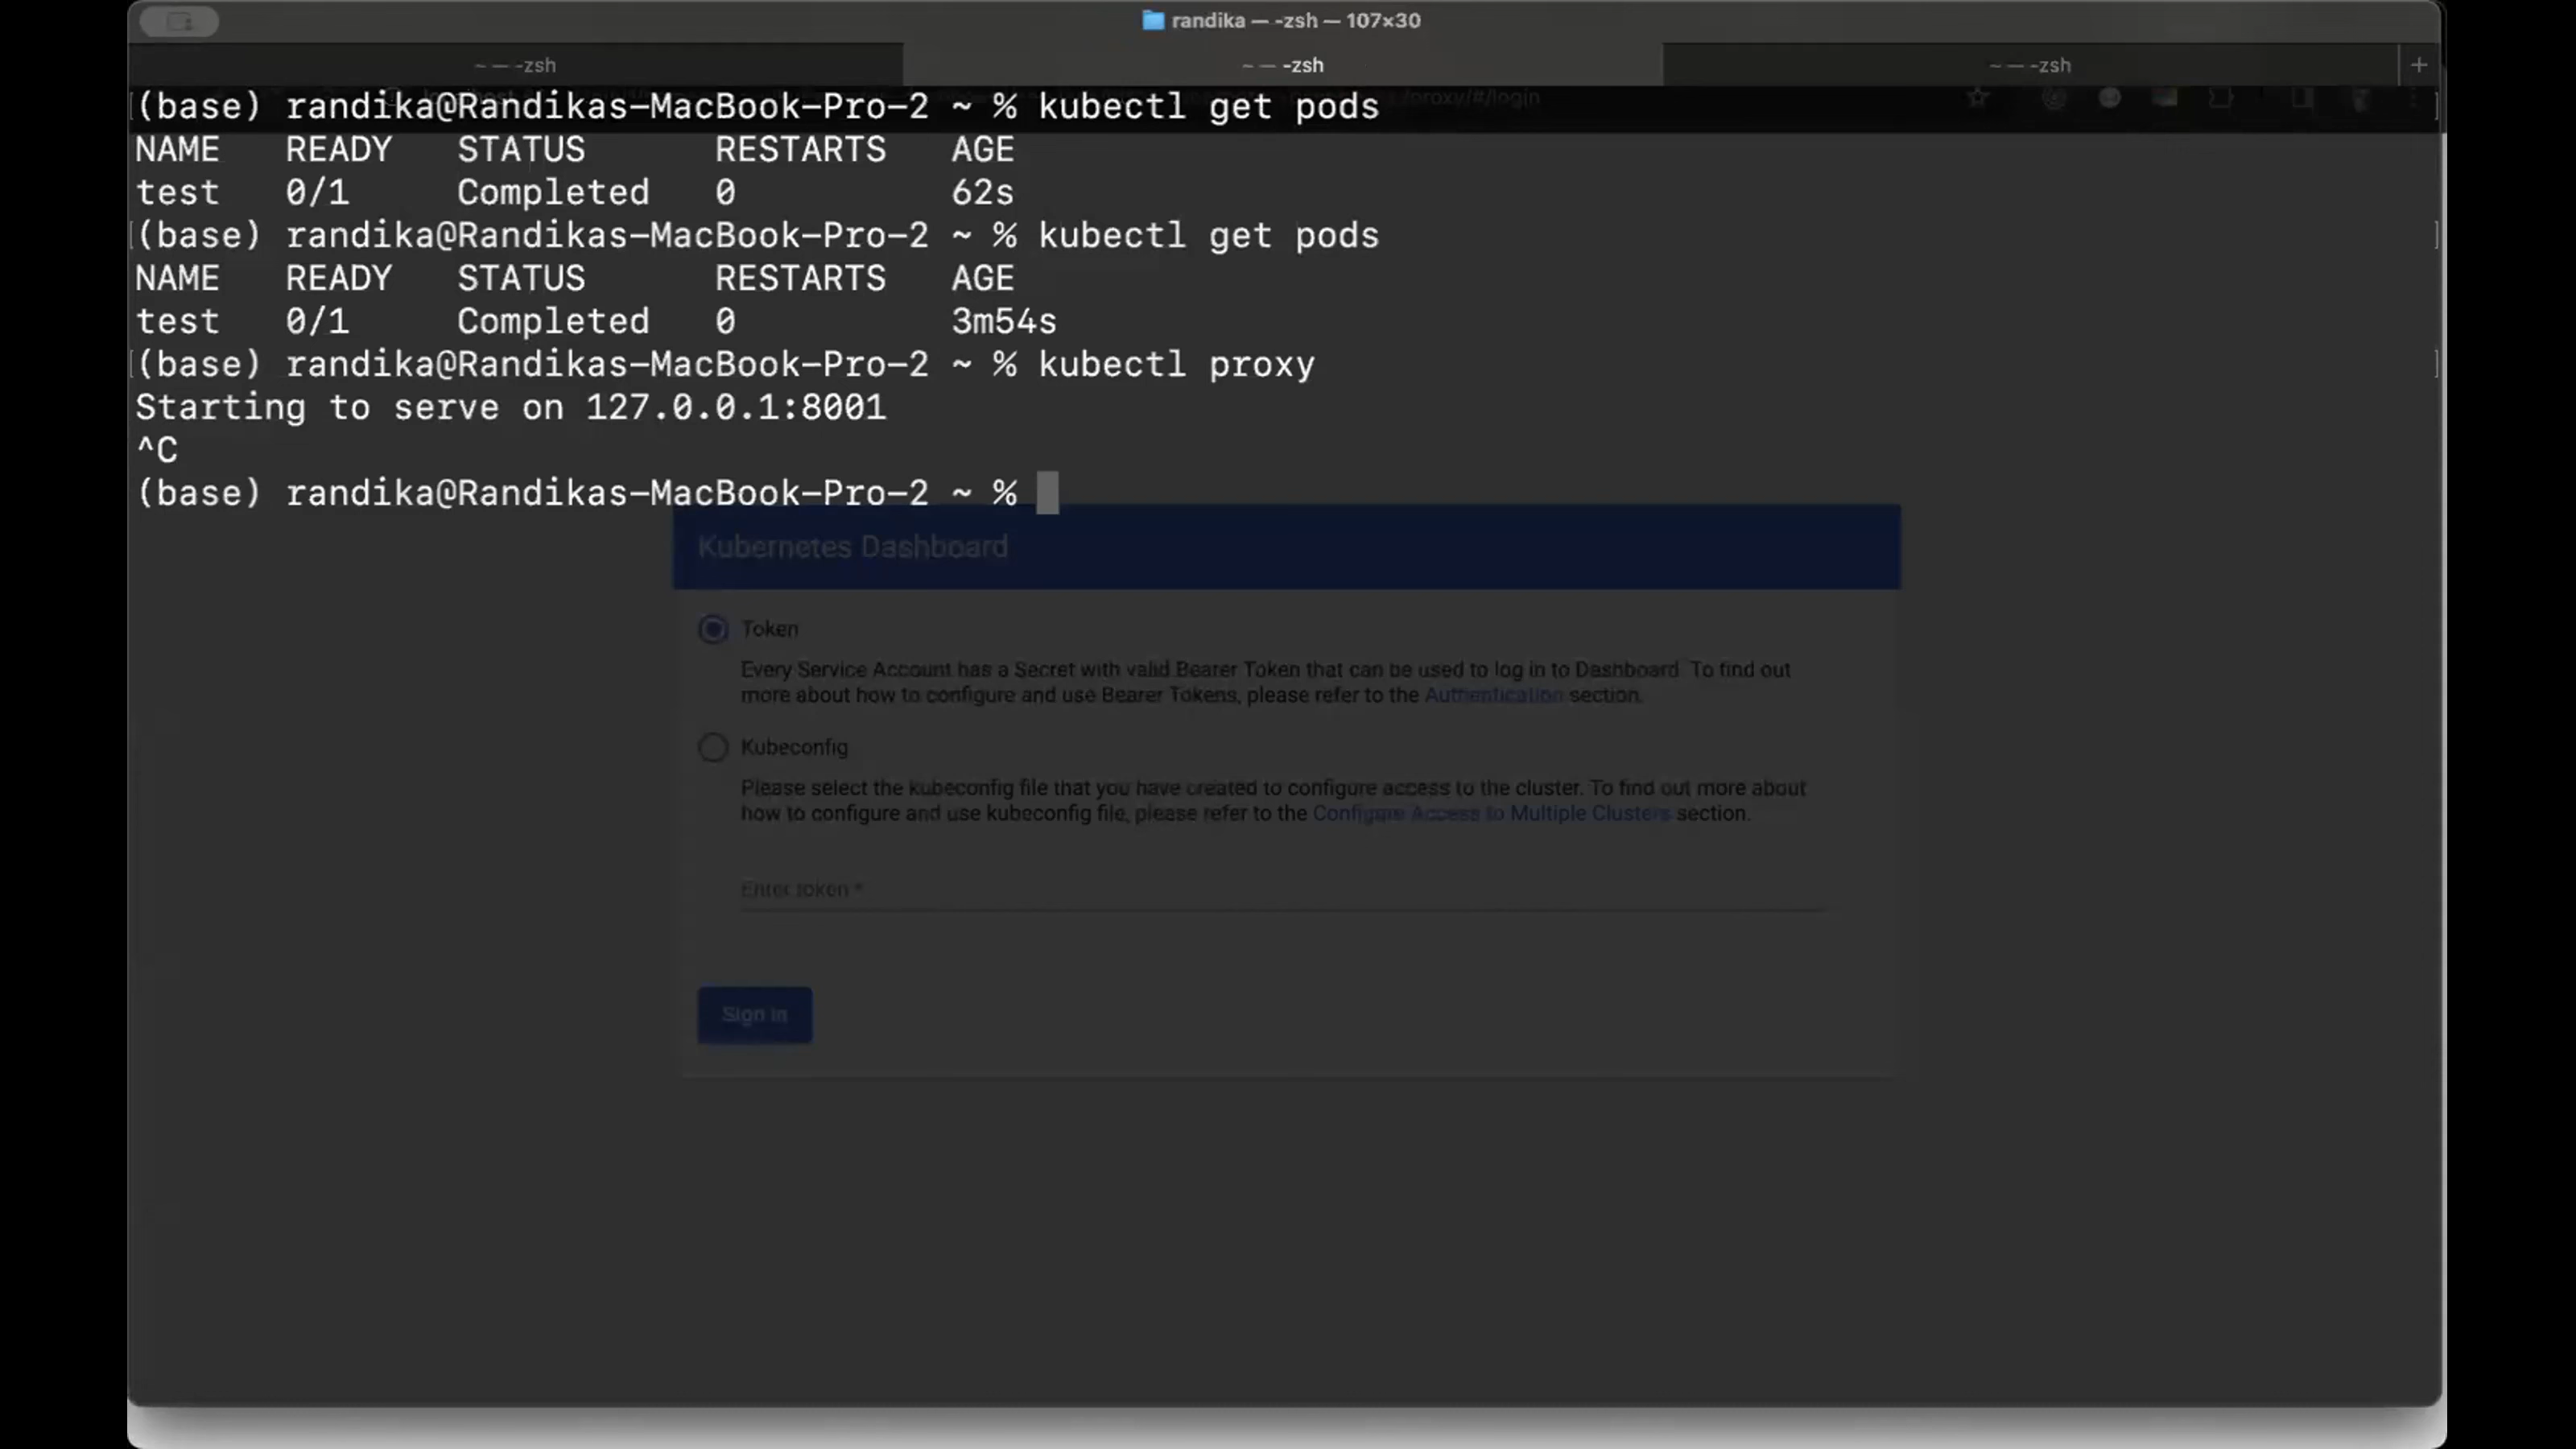 randika — -zsh — 107×30
~ — -zsh
~ — -zsh
~ — -zsh
+
/proxy/#/login
(base) randika@Randikas-MacBook-Pro-2 ~ % kubectl get pods
NAME READY STATUS RESTARTS AGE
test 0/1 Completed 0 62s
(base) randika@Randikas-MacBook-Pro-2 ~ % kubectl get pods
NAME READY STATUS RESTARTS AGE
test 0/1 Completed 0 3m54s
(base) randika@Randikas-MacBook-Pro-2 ~ % kubectl proxy
Starting to serve on 127.0.0.1:8001
^C
(base) randika@Randikas-MacBook-Pro-2 ~ %
Kubernetes Dashboard
Token
Every Service Account has a Secret with valid Bearer Token that can be used to log in to Dashboard. To find out
more about how to configure and use Bearer Tokens, please refer to the Authentication section.
Kubeconfig
Please select the kubeconfig file that you have created to configure access to the cluster. To find out more about
how to configure and use kubeconfig file, please refer to the Configure Access to Multiple Clusters section.
Enter token *
Sign in